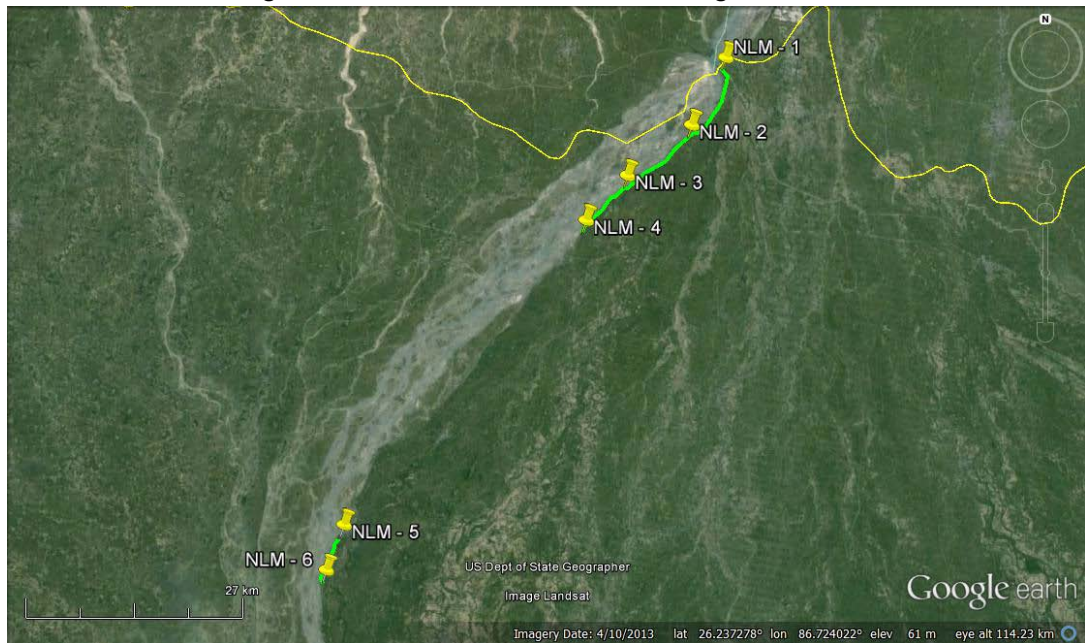 N
NLM - 1
NLM - 2
NLM - 3
NLM - 4
NLM - 5
NLM - 6
US Dept of State Geographer
27 km
Image Landsat
Google earth
Imagery Date: 4/10/2013 lat 26.237278° lon 86.724022° elev 61 m eye alt 114.23 km